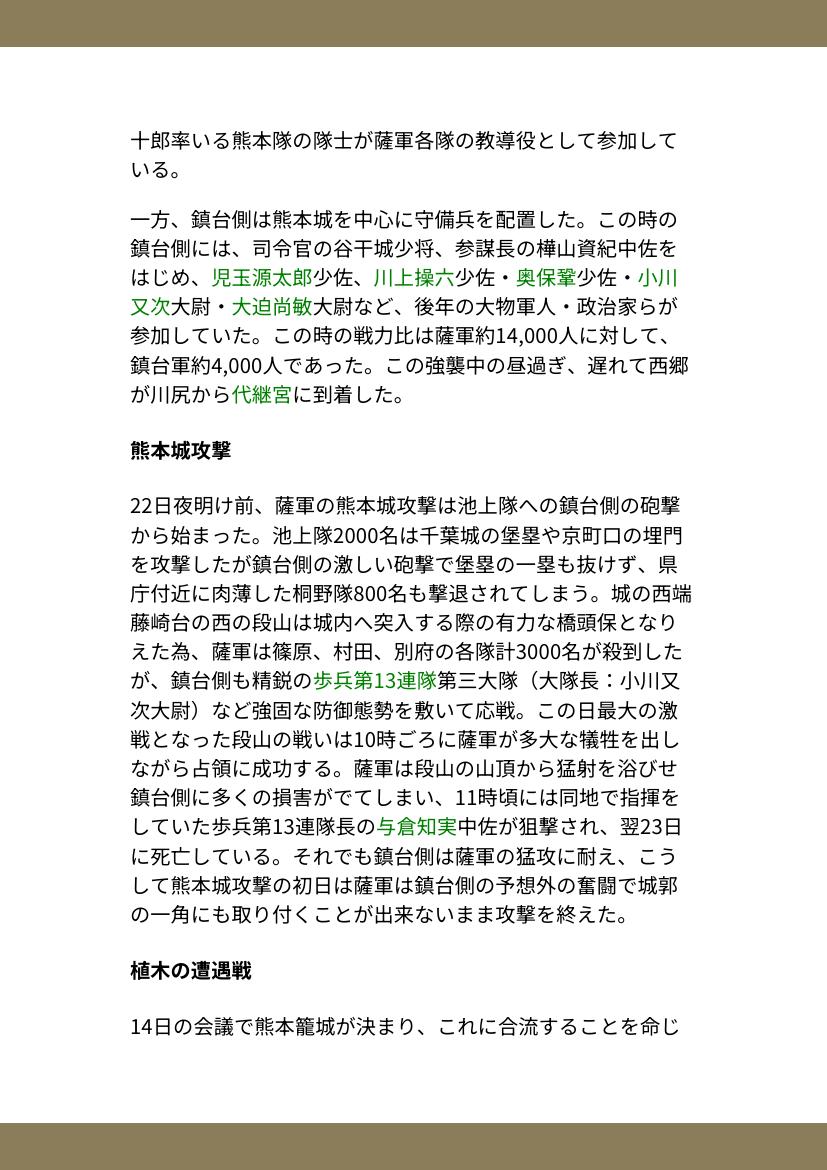 十郎率いる熊本隊の隊士が薩軍各隊の教導役として参加して
いる。
一方、鎮台側は熊本城を中心に守備兵を配置した。この時の
鎮台側には、司令官の谷干城少将、参謀長の樺山資紀中佐を
はじめ、児玉源太郎少佐、川上操六少佐・奥保鞏少佐・小川
又次大尉・大迫尚敏大尉など、後年の大物軍人・政治家らが
参加していた。この時の戦力比は薩軍約14,000人に対して、
鎮台軍約4,000人であった。この強襲中の昼過ぎ、遅れて西郷
が川尻から代継宮に到着した。
熊本城攻撃
22日夜明け前、薩軍の熊本城攻撃は池上隊への鎮台側の砲撃
から始まった。池上隊2000名は千葉城の堡塁や京町口の埋門
を攻撃したが鎮台側の激しい砲撃で堡塁の一塁も抜けず、県
庁付近に肉薄した桐野隊800名も撃退されてしまう。城の西端
藤崎台の西の段山は城内へ突入する際の有力な橋頭保となり
えた為、薩軍は篠原、村田、別府の各隊計3000名が殺到した
が、鎮台側も精鋭の歩兵第13連隊第三大隊（大隊長：小川又
次大尉）など強固な防御態勢を敷いて応戦。この日最大の激
戦となった段山の戦いは10時ごろに薩軍が多大な犠牲を出し
ながら占領に成功する。薩軍は段山の山頂から猛射を浴びせ
鎮台側に多くの損害がでてしまい、11時頃には同地で指揮を
していた歩兵第13連隊長の与倉知実中佐が狙撃され、翌23日
に死亡している。それでも鎮台側は薩軍の猛攻に耐え、こう
して熊本城攻撃の初日は薩軍は鎮台側の予想外の奮闘で城郭
の一角にも取り付くことが出来ないまま攻撃を終えた。
植木の遭遇戦
14日の会議で熊本籠城が決まり、これに合流することを命じ